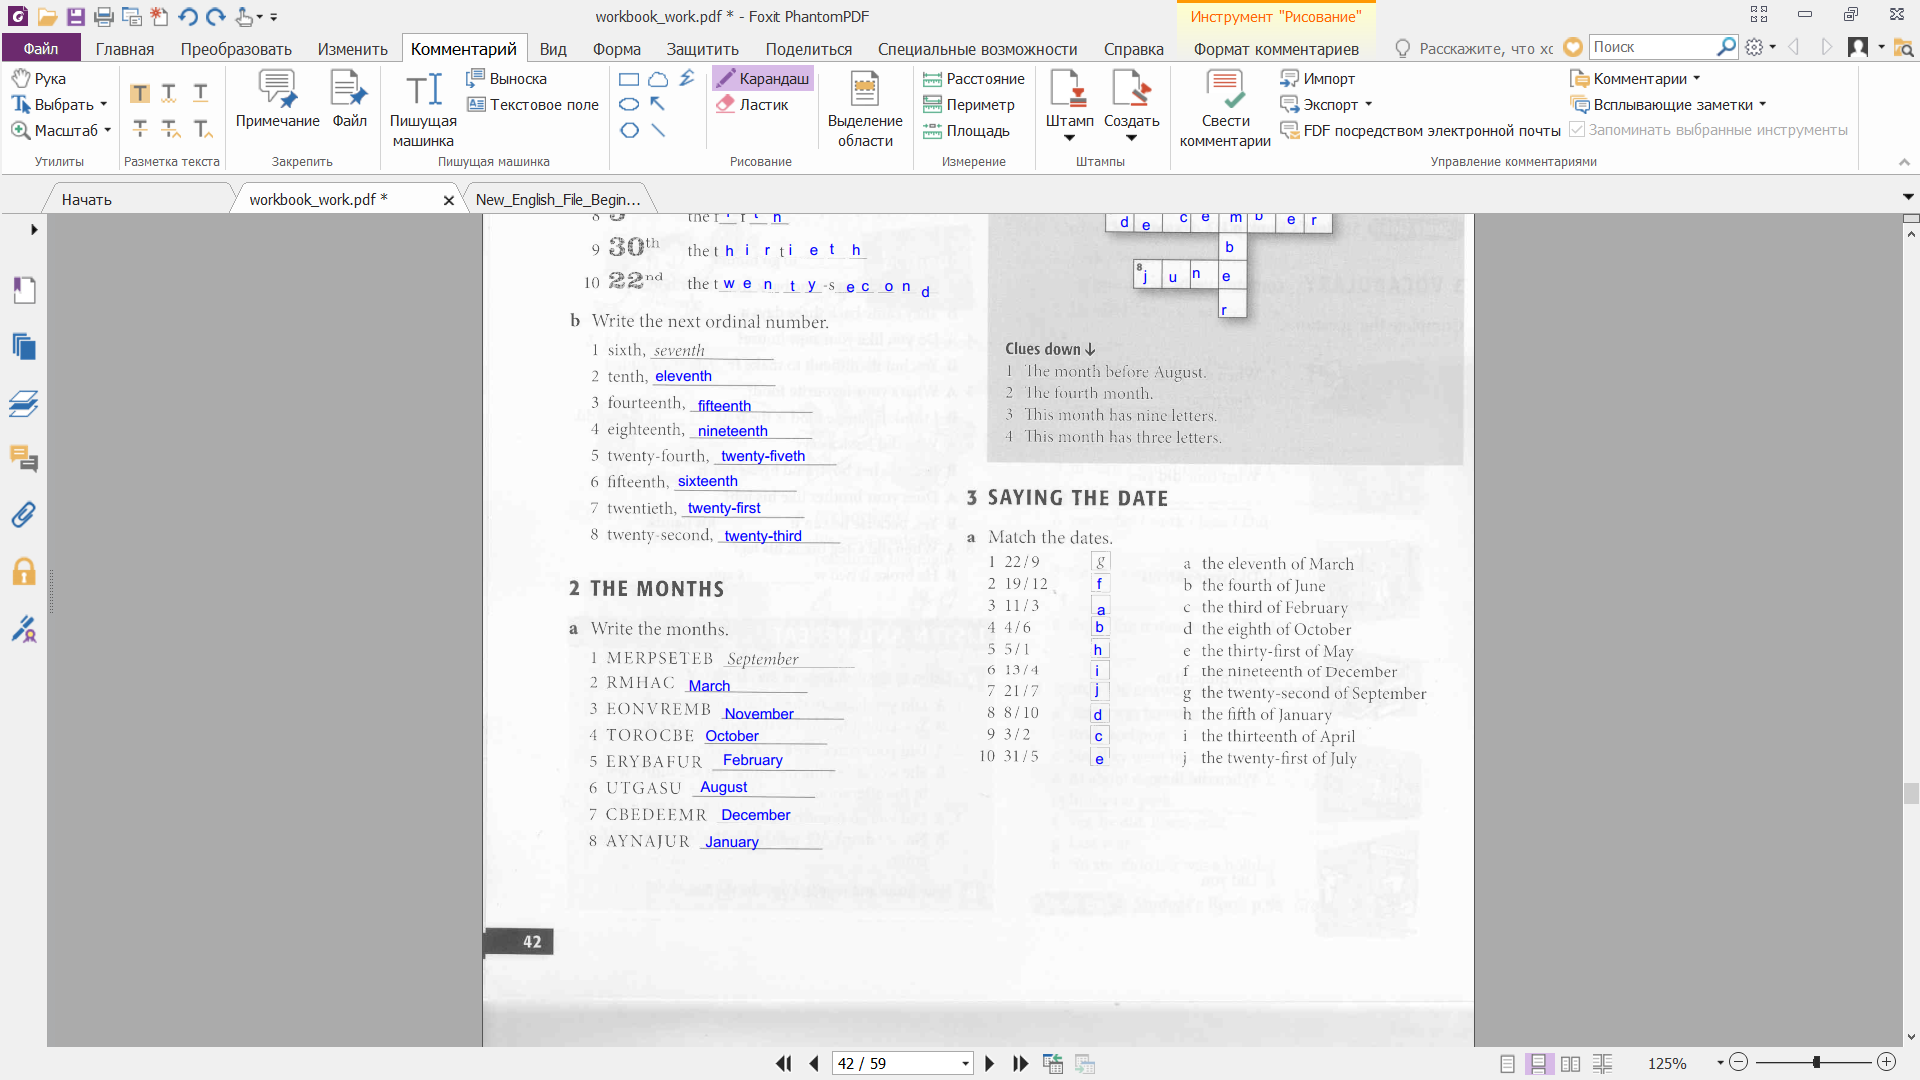 workbook_work.pdf * - Foxit PhantomPDF
Инструмент "Рисование"
Файл
Главная
Преобразовать
Изменить
Комментарий
Вид
Форма
Защитить
Поделиться
Специальные возможности
Справка
Формат комментариев
Расскажите, что хс
Поиск
Рука
Выбрать
Масштаб
Утилиты
Разметка текста
Примечание
Файл
Закрепить
Пишущая машинка
Выноска
Текстовое поле
Пишущая машинка
Карандаш
Ластик
Рисование
Выделение области
Расстояние
Периметр
Площадь
Измерение
Штамп
Создать
Штампы
Свести комментарии
Импорт
Экспорт
FDF посредством электронной почты
Комментарии
Всплывающие заметки
Запоминать выбранные инструменты
Управление комментариями
Начать
workbook_work.pdf *
New_English_File_Begin...
9 30th the t h i r t i e t h
10 22nd the t w e n t y -s e c o n d
b Write the next ordinal number.
1 sixth, seventh
2 tenth, eleventh
3 fourteenth, fifteenth
4 eighteenth, nineteenth
5 twenty-fourth, twenty-fiveth
6 fifteenth, sixteenth
7 twentieth, twenty-first
8 twenty-second, twenty-third
2 THE MONTHS
a Write the months.
1 MERPSETEB September
2 RMHAC March
3 EONVREMB November
4 TOROCBE October
5 ERYBAFUR February
6 UTGASU August
7 CBEDEEMR December
8 AYNAJUR January
42
d e c e m b e r
b
8 j u n e
r
Clues down ↓
1 The month before August.
2 The fourth month.
3 This month has nine letters.
4 This month has three letters.
3 SAYING THE DATE
a Match the dates.
1 22/9 g
2 19/12 f
3 11/3 a
4 4/6 b
5 5/1 h
6 13/4 i
7 21/7 j
8 8/10 d
9 3/2 c
10 31/5 e
a the eleventh of March
b the fourth of June
c the third of February
d the eighth of October
e the thirty-first of May
f the nineteenth of December
g the twenty-second of September
h the fifth of January
i the thirteenth of April
j the twenty-first of July
42 / 59
125%